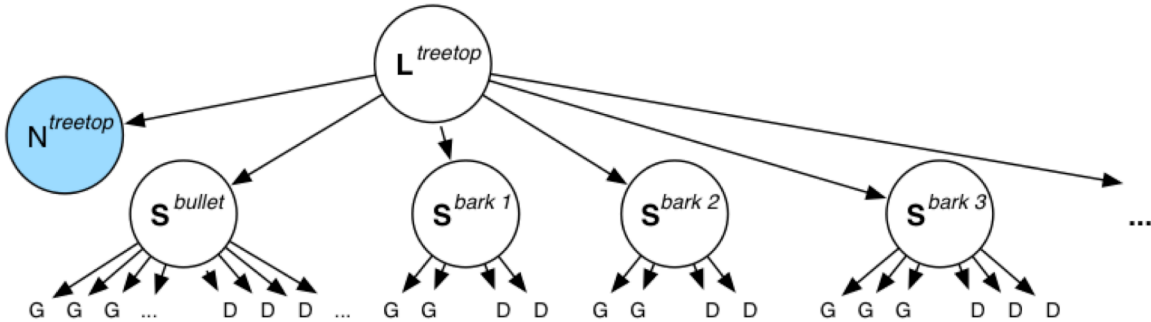 L treetop
N treetop
S bullet S bark 1 S bark 2 S bark 3 ...
G G G ... D D D ... G G D D G G D D G G G D D D